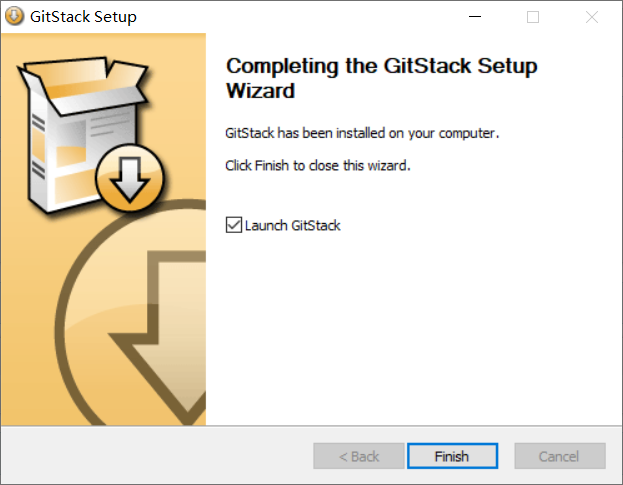 GitStack Setup
Completing the GitStack Setup
Wizard
GitStack has been installed on your computer.
Click Finish to close this wizard.
Launch GitStack
< Back
Finish
Cancel